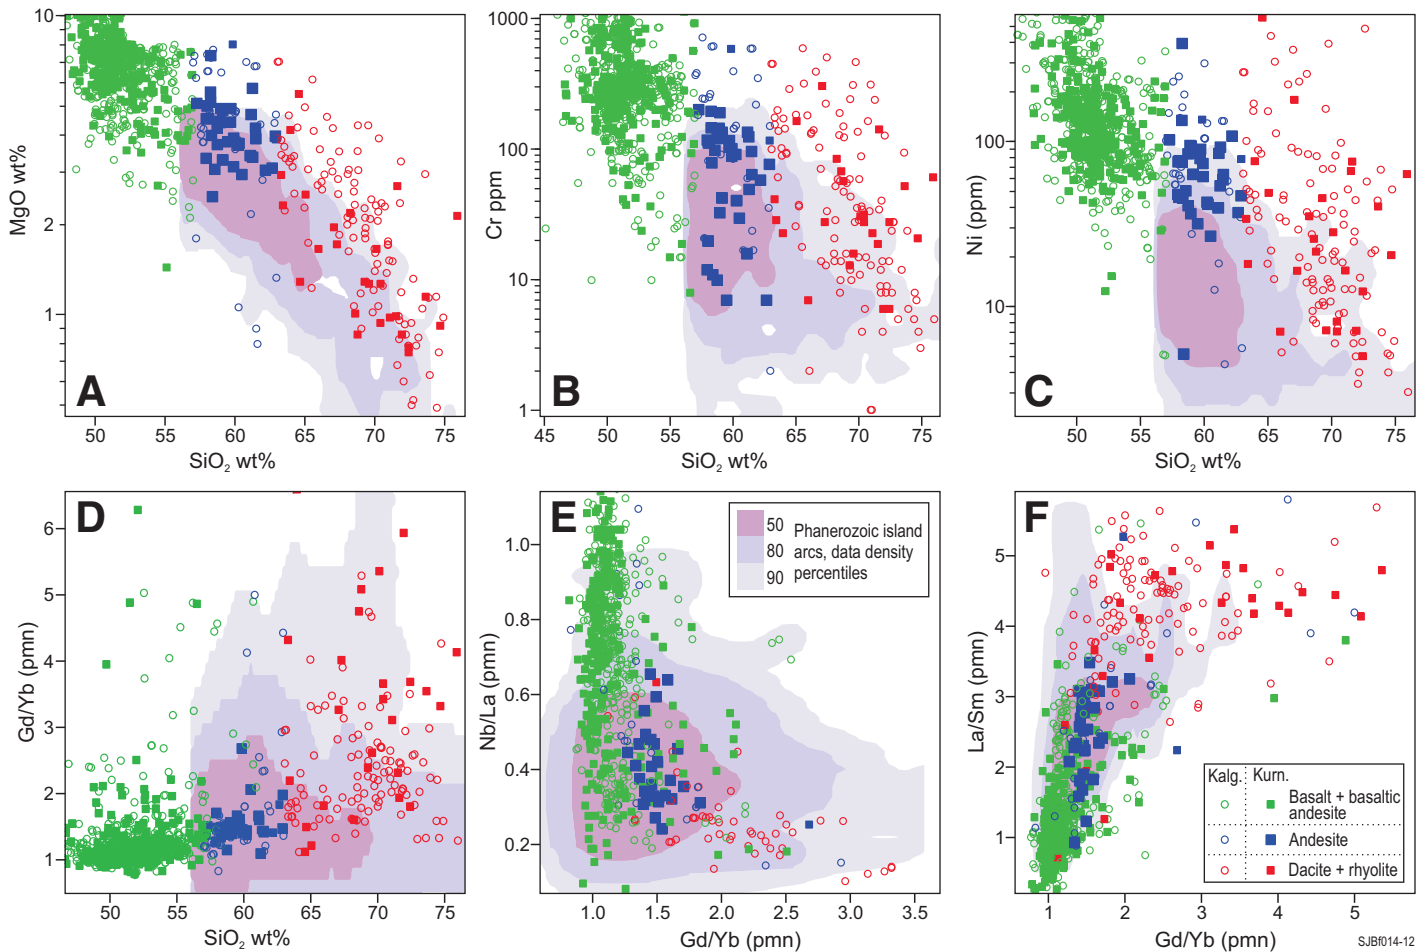 10
2
1
MgO wt%
A
50
55
60
65
70
75
SiO2 wt%
1000
100
10
1
Cr ppm
B
45
50
55
60
65
70
75
SiO2 wt%
100
10
Ni (ppm)
C
50
55
60
65
70
75
SiO2 wt%
6
5
4
3
2
1
Gd/Yb (pmn)
D
50
55
60
65
70
75
SiO2 wt%
1.0
0.8
0.6
0.4
0.2
Nb/La (pmn)
E
50 Phanerozoic island
80 arcs, data density
90 percentiles
1.0
1.5
2.0
2.5
3.0
3.5
Gd/Yb (pmn)
5
4
3
2
1
La/Sm (pmn)
F
Kalg. Kurn.
Basalt + basaltic
andesite
Andesite
Dacite + rhyolite
1
2
3
4
5
Gd/Yb (pmn)
SJBf014-12